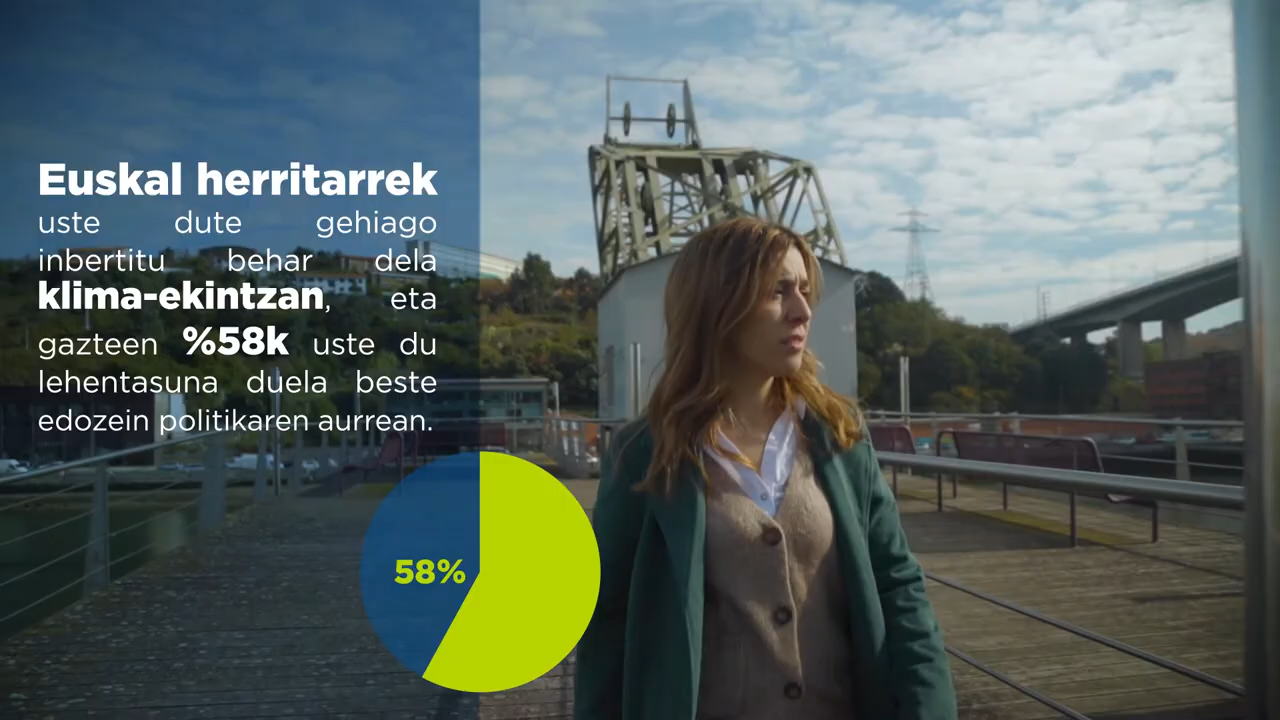 Euskal herritarrek
uste dute gehiago
inbertitu behar dela
klima-ekintzan, eta
gazteen %58k uste du
lehentasuna duela beste
edozein politikaren aurrean.
58%